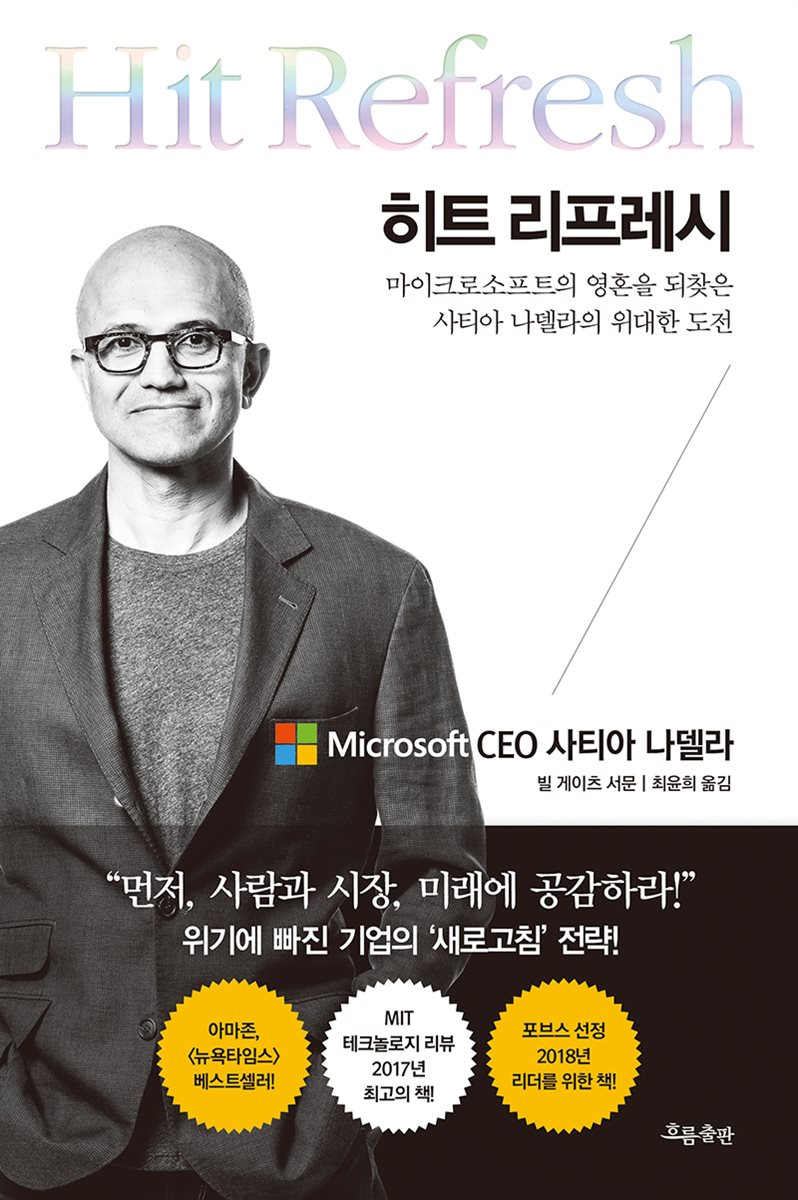 Hit Refresh
히트 리프레시
마이크로소프트의 영혼을 되찾은
사티아 나델라의 위대한 도전
Microsoft CEO 사티아 나델라
빌 게이츠 서문 | 최윤희 옮김
“먼저, 사람과 시장, 미래에 공감하라!”
위기에 빠진 기업의 ‘새로고침’ 전략!
아마존,
〈뉴욕타임스〉
베스트셀러!
MIT
테크놀로지 리뷰
2017년
최고의 책!
포브스 선정
2018년
리더를 위한 책!
흐름출판